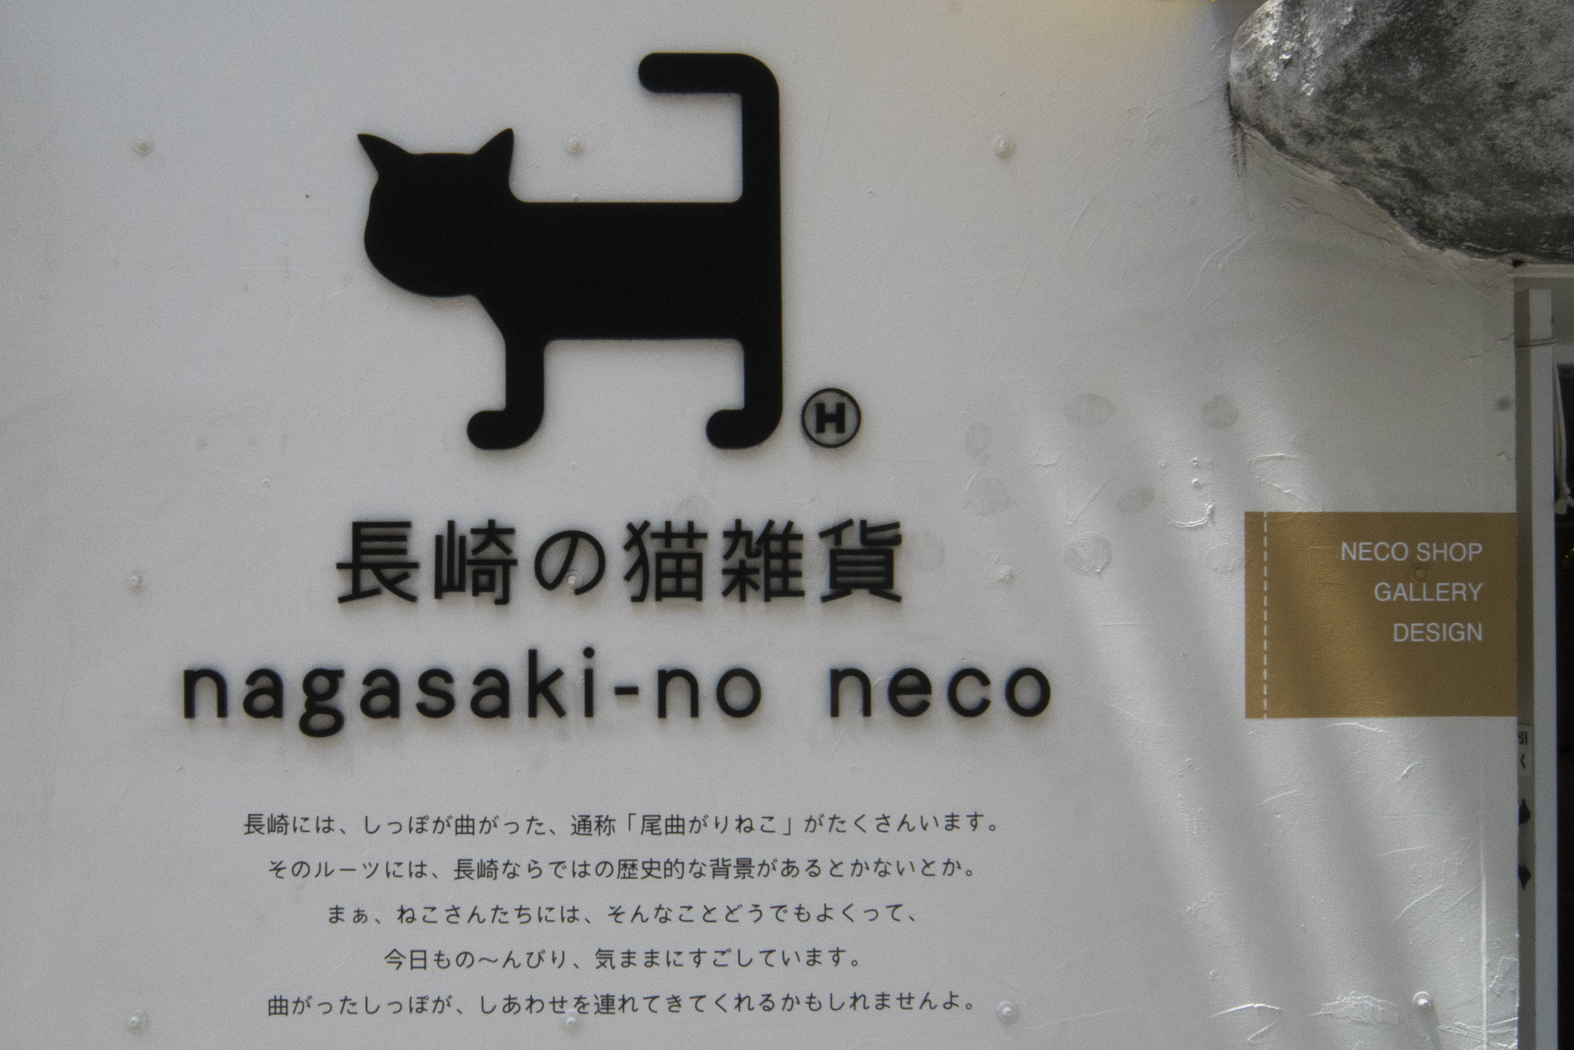 H
長崎の猫雑貨
nagasaki-no neco
長崎には、しっぽが曲がった、通称「尾曲がりねこ」がたくさんいます。
そのルーツには、長崎ならではの歴史的な背景があるとかないとか。
まぁ、ねこさんたちには、そんなことどうでもよくって、
今日もの〜んびり、気ままにすごしています。
曲がったしっぽが、しあわせを連れてきてくれるかもしれませんよ。
NECO SHOP
GALLERY
DESIGN
引
く